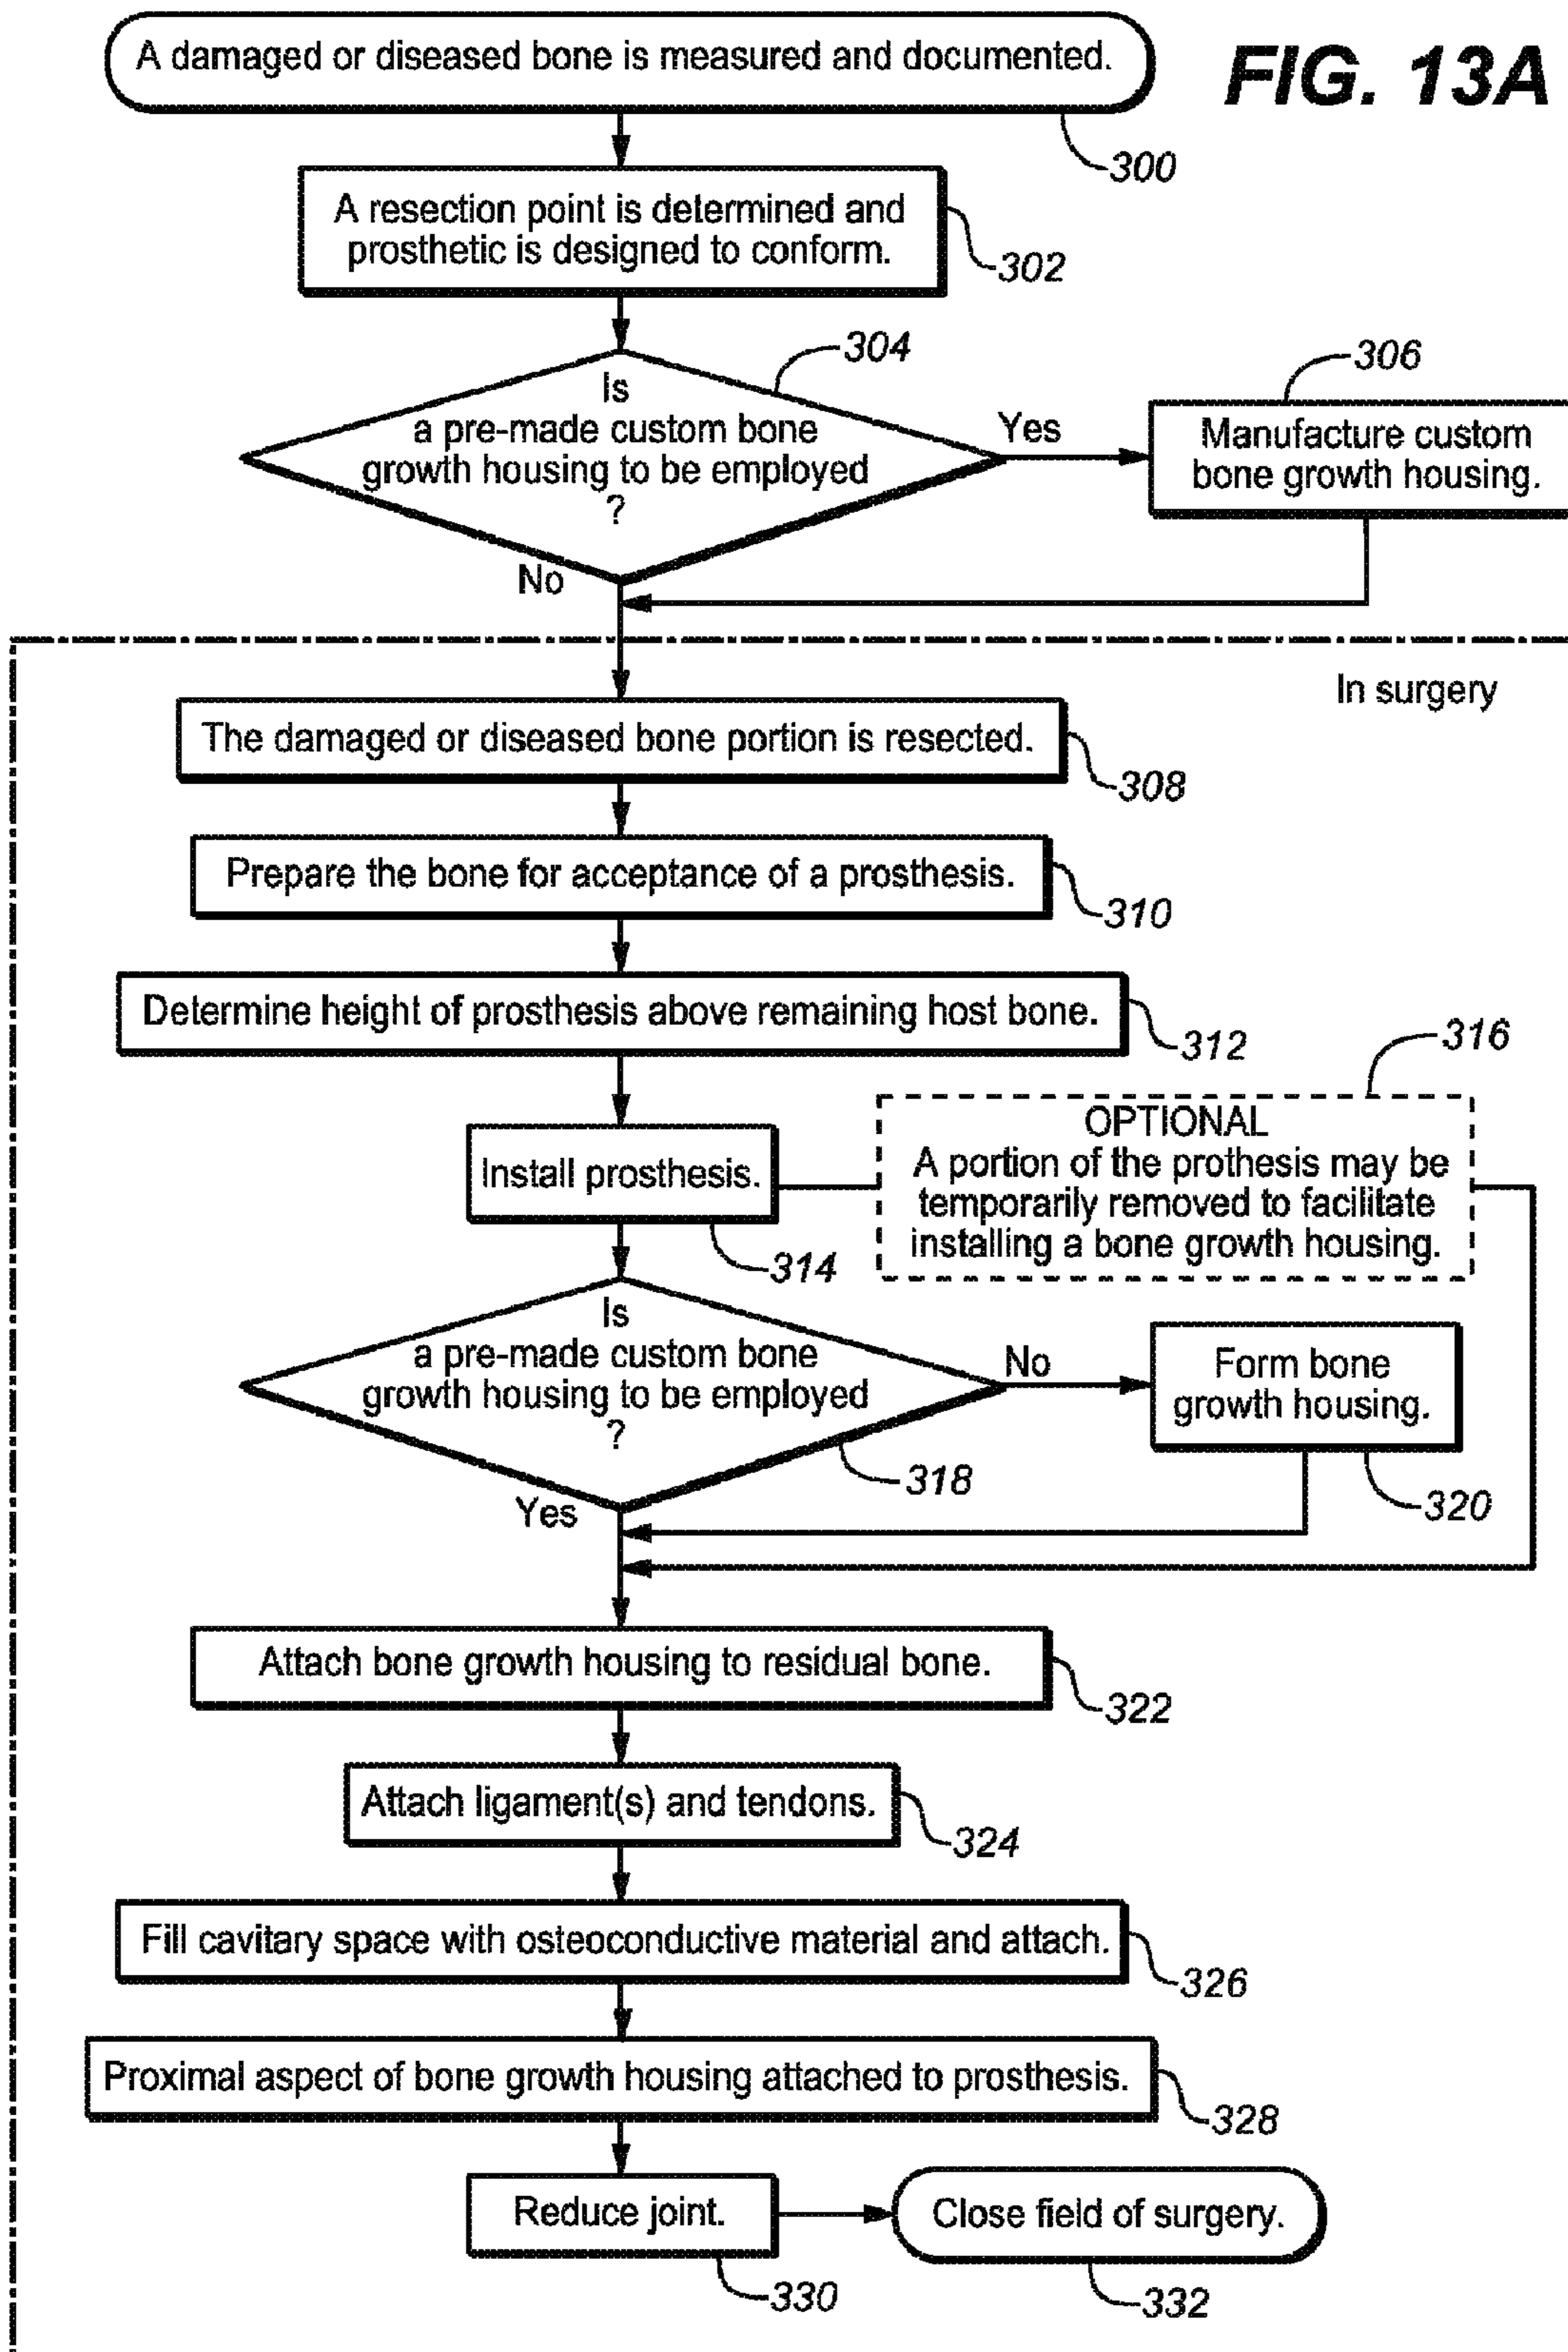 A damaged or diseased bone is measured and documented.
FIG. 13A
300
A resection point is determined and
prosthetic is designed to conform.
302
304
Is
a pre-made custom bone
growth housing to be employed
?
Yes
306
Manufacture custom
bone growth housing.
No
In surgery
The damaged or diseased bone portion is resected.
308
Prepare the bone for acceptance of a prosthesis.
310
Determine height of prosthesis above remaining host bone.
312
316
OPTIONAL
A portion of the prothesis may be
temporarily removed to facilitate
installing a bone growth housing.
Install prosthesis.
314
Is
a pre-made custom bone
growth housing to be employed
?
No
Form bone
growth housing.
318
320
Yes
Attach bone growth housing to residual bone.
322
Attach ligament(s) and tendons.
324
Fill cavitary space with osteoconductive material and attach.
326
Proximal aspect of bone growth housing attached to prosthesis.
328
Reduce joint.
Close field of surgery.
330
332